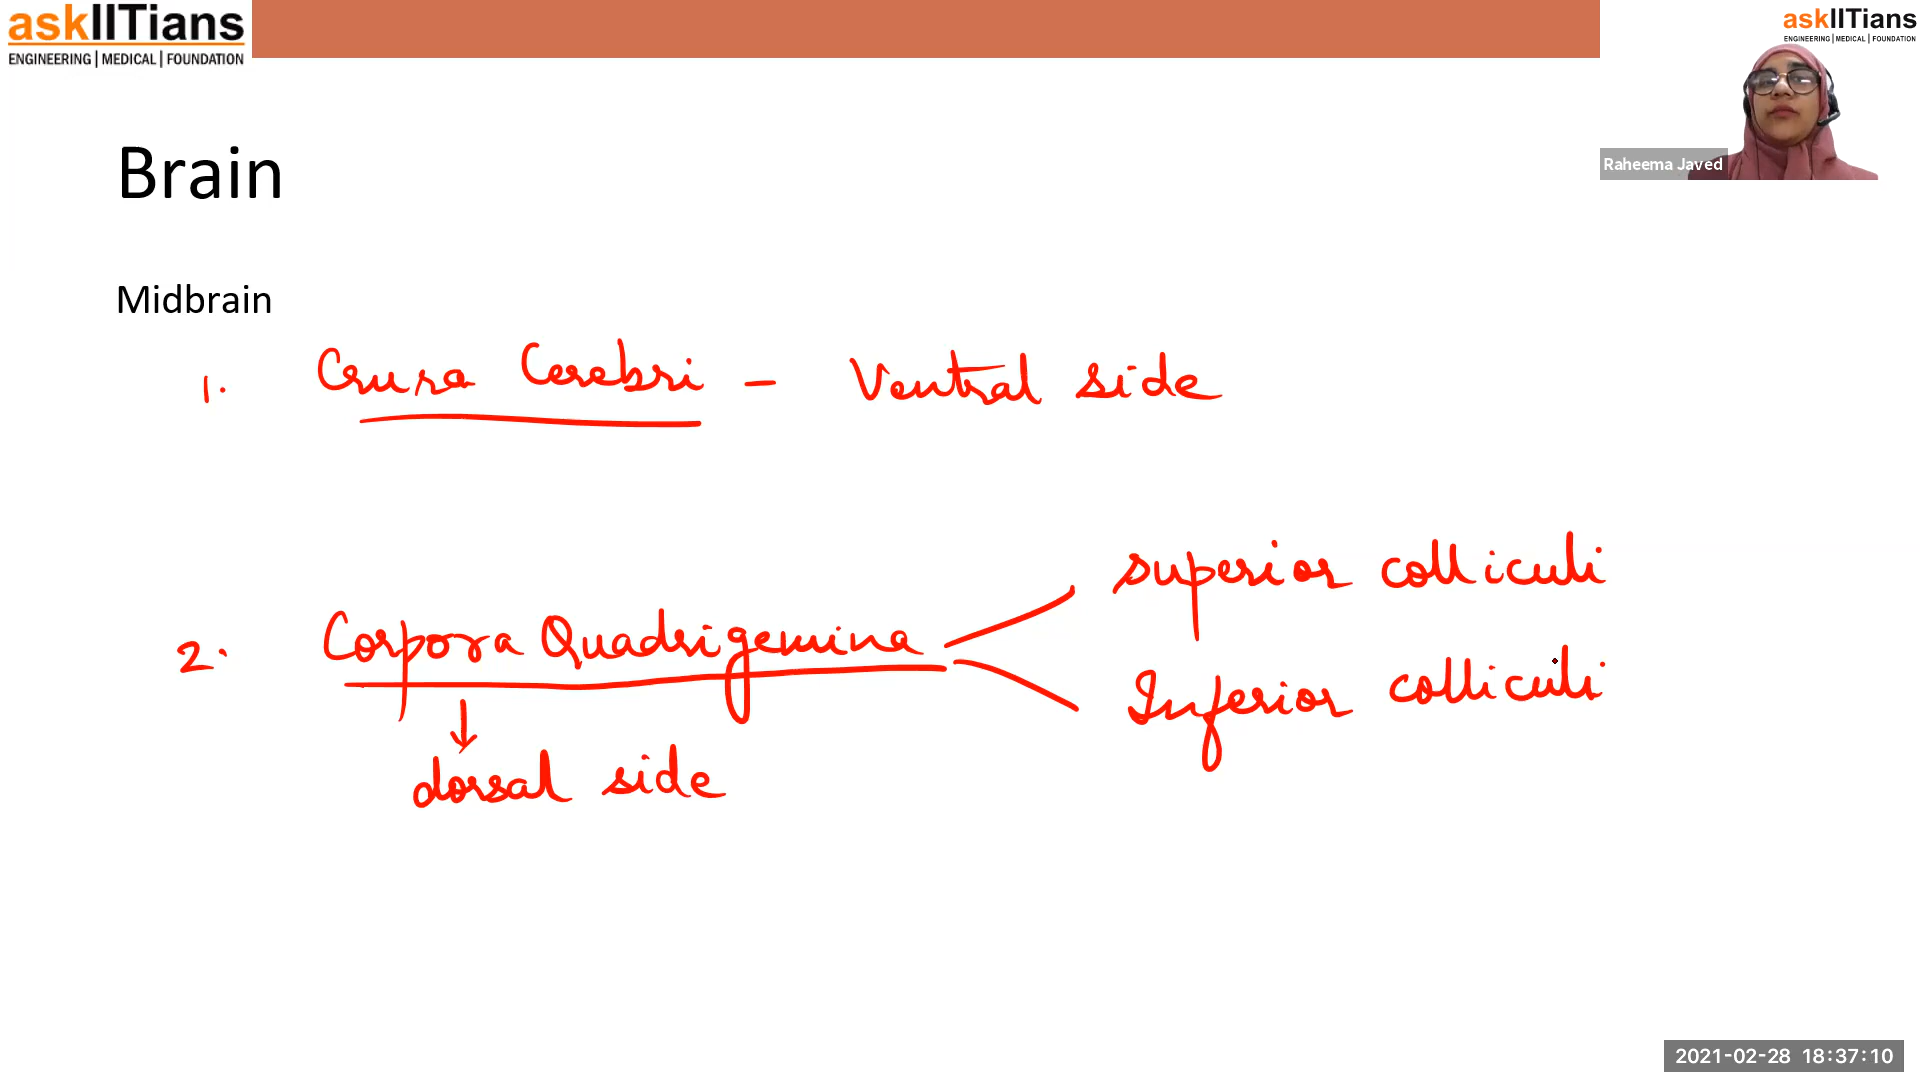 askIITians
ENGINEERING | MEDICAL | FOUNDATION
askIITians
ENGINEERING | MEDICAL | FOUNDATION
Raheema Javed
Brain
Midbrain
1. Crura Cerebri - Ventral side
2. Corpora Quadrigemina
superior colliculi
Inferior colliculi
dorsal side
2021-02-28 18:37:10